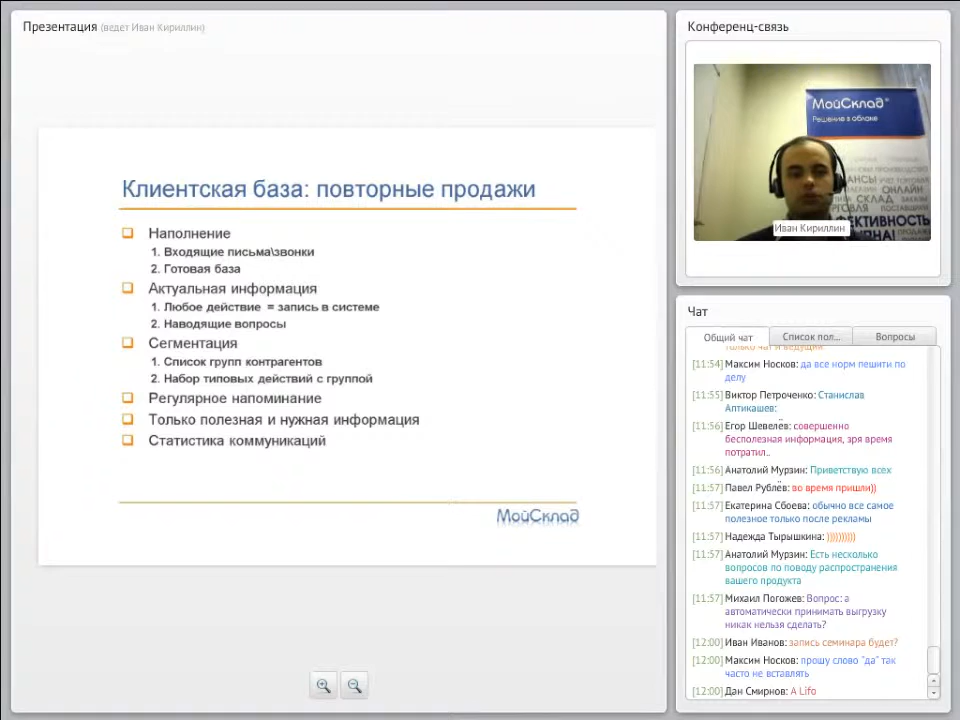 Презентация (ведет Иван Кириллин)
Клиентская база: повторные продажи
Наполнение
1. Входящие письма\звонки
2. Готовая база
Актуальная информация
1. Любое действие = запись в системе
2. Наводящие вопросы
Сегментация
1. Список групп контрагентов
2. Набор типовых действий с группой
Регулярное напоминание
Только полезная и нужная информация
Статистика коммуникаций
МойСклад
Конференц-связь
МойСклад
Решение в облаке
ОНЛАЙН
СКЛАД
Иван Кириллин
Чат
Общий чат
Список пол...
Вопросы
только чат и ведущий
[11:54] Максим Носков: да все норм пешити по
делу
[11:55] Виктор Петроченко: Станислав
Аптикашев:
[11:56] Егор Шевелёв: совершенно
бесполезная информация, зря время
потратил..
[11:56] Анатолий Мурзин: Приветствую всех
[11:57] Павел Рублёв: во время пришли))
[11:57] Екатерина Сбоева: обычно все самое
полезное только после рекламы
[11:57] Надежда Тырышкина: ))))))))))
[11:57] Анатолий Мурзин: Есть несколько
вопросов по поводу распространения
вашего продукта
[11:57] Михаил Погожев: Вопрос: а
автоматически принимать выгрузку
никак нельзя сделать?
[12:00] Иван Иванов: запись семинара будет?
[12:00] Максим Носков: прошу слово "да" так
часто не вставлять
[12:00] Дан Смирнов: A Lifo